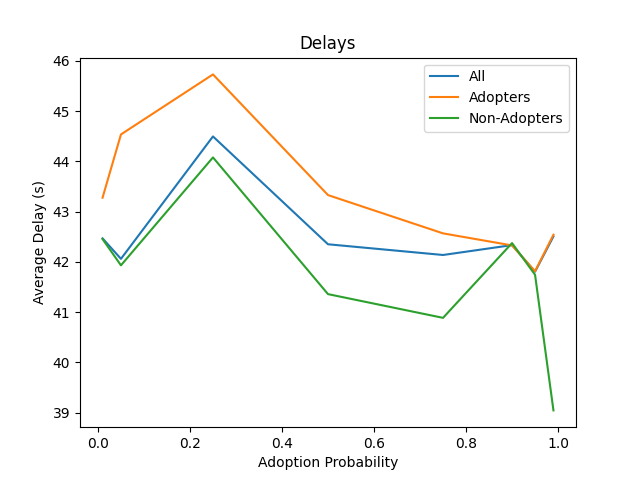 Delays
All
Adopters
Non-Adopters
46
45
44
43
42
41
40
39
Average Delay (s)
0.0 0.2 0.4 0.6 0.8 1.0
Adoption Probability